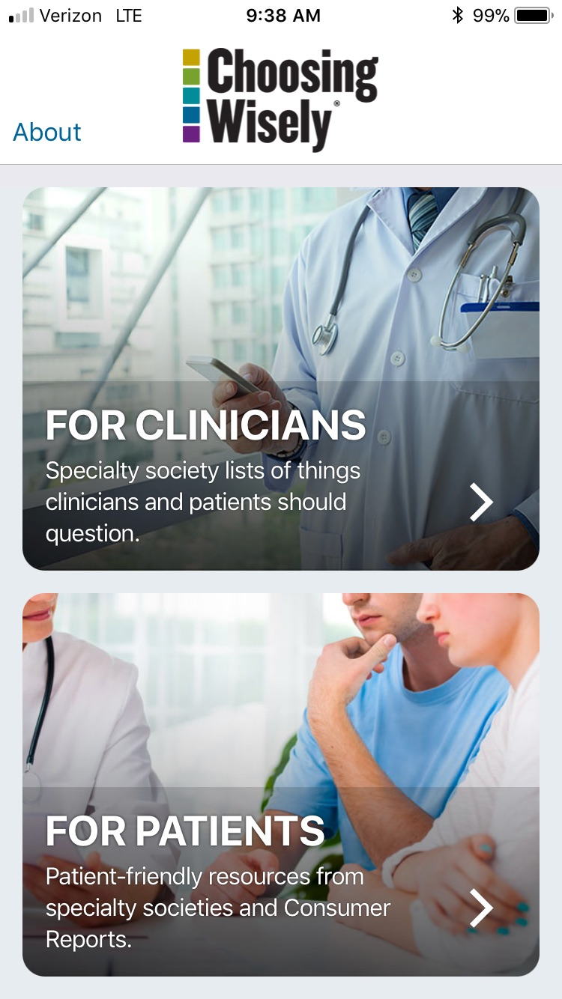 Verizon LTE 9:38 AM 99%
Choosing
Wisely®
About
FOR CLINICIANS
Specialty society lists of things
clinicians and patients should
question.
FOR PATIENTS
Patient-friendly resources from
specialty societies and Consumer
Reports.